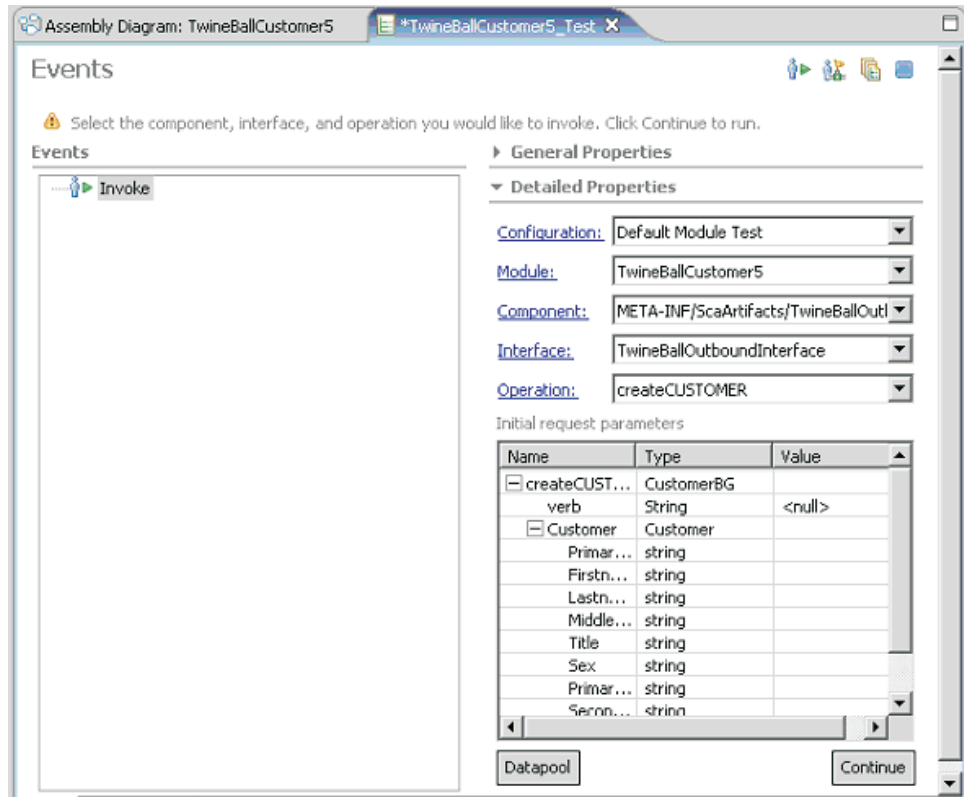 Assembly Diagram: TwineBallCustomer5
*TwineBallCustomer5_Test
Events
Select the component, interface, and operation you would like to invoke. Click Continue to run.
Events
Invoke
General Properties
Detailed Properties
Configuration: Default Module Test
Module: TwineBallCustomer5
Component: META-INF/ScaArtifacts/TwineBallOutl
Interface: TwineBallOutboundInterface
Operation: createCUSTOMER
Initial request parameters
Name Type Value
createCUST... CustomerBG
verb String <null>
Customer Customer
Primar... string
Firstn... string
Lastn... string
Middle... string
Title string
Sex string
Primar... string
Secon... string
Datapool Continue